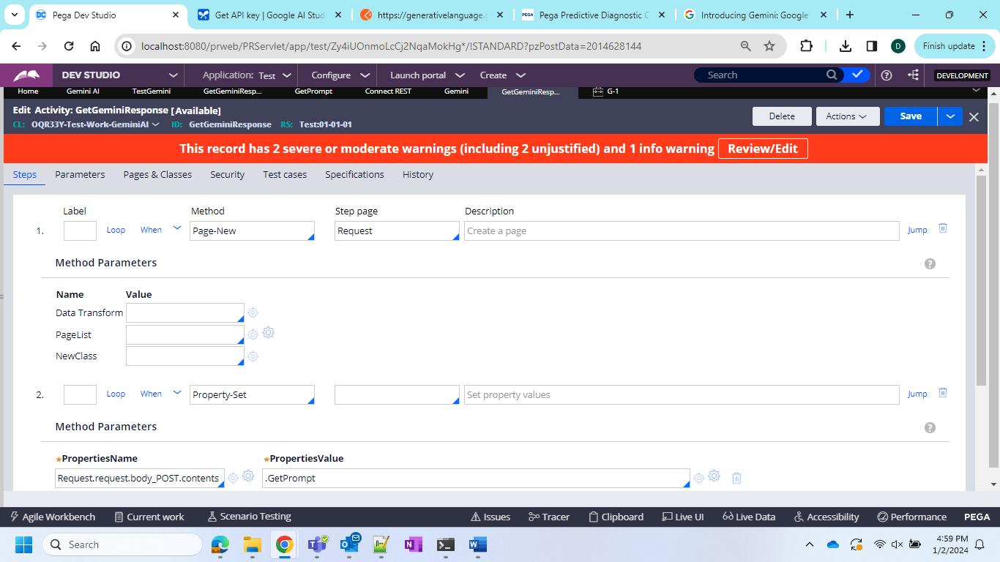 Pega Dev Studio
Get API key | Google AI Stud
https://generativelanguage.g
Pega Predictive Diagnostic C
Introducing Gemini: Google'
localhost:8080/prweb/PRServlet/app/test/Zy4iUOnmoLcCj2NqaMokHg*/!STANDARD?pzPostData=2014628144
D
Finish update
DEV STUDIO
Application: Test
Configure
Launch portal
Create
Search
DEVELOPMENT
Home
Gemini AI
TestGemini
GetGeminiResp...
GetPrompt
Connect REST
Gemini
GetGeminiResp...
G-1
Edit Activity: GetGeminiResponse [Available]
CL: OQR33Y-Test-Work-GeminiAI ID: GetGeminiResponse RS: Test:01-01-01
Delete
Actions
Save
This record has 2 severe or moderate warnings (including 2 unjustified) and 1 info warning Review/Edit
Steps
Parameters
Pages & Classes
Security
Test cases
Specifications
History
Label Method Step page Description
1. Loop When Page-New Request Create a page Jump
Method Parameters
?
Name Value
Data Transform
PageList
NewClass
2. Loop When Property-Set Set property values Jump
Method Parameters
?
*PropertiesName *PropertiesValue
Request.request.body_POST.contents .GetPrompt
Agile Workbench
Current work
Scenario Testing
Issues
Tracer
Clipboard
Live UI
Live Data
Accessibility
Performance
PEGA
Search
4:59 PM
1/2/2024